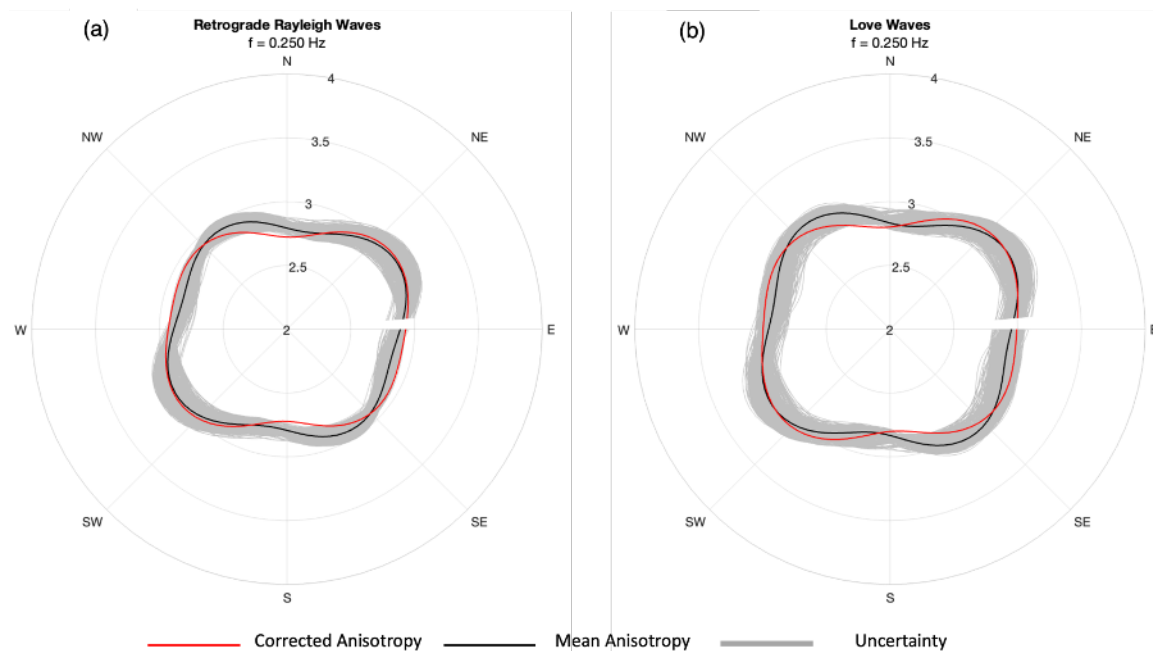 (a)
Retrograde Rayleigh Waves
f = 0.250 Hz
N
4
NW
NE
3.5
3
2.5
W
2
E
SW
SE
S
(b)
Love Waves
f = 0.250 Hz
N
4
NW
NE
3.5
3
2.5
W
2
E
SW
SE
S
Corrected Anisotropy
Mean Anisotropy
Uncertainty